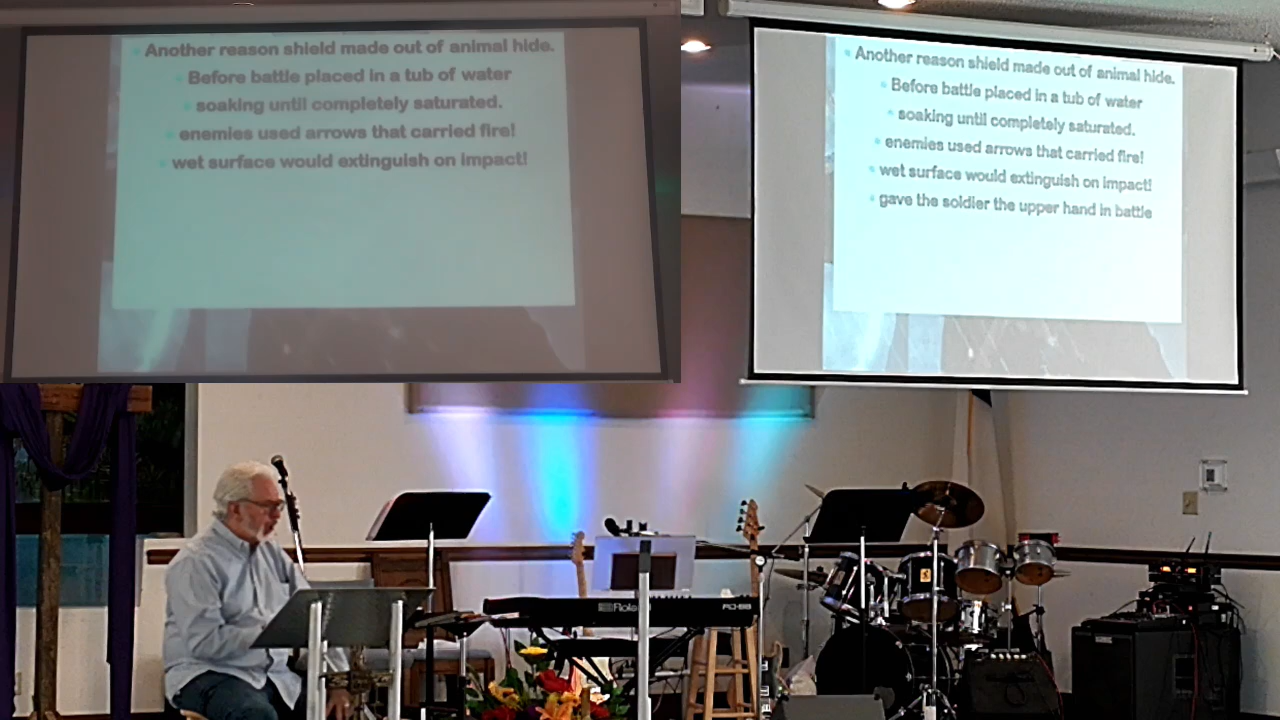 Another reason shield made out of animal hide.
Before battle placed in a tub of water
soaking until completely saturated.
enemies used arrows that carried fire!
wet surface would extinguish on impact!
Another reason shield made out of animal hide.
Before battle placed in a tub of water
soaking until completely saturated.
enemies used arrows that carried fire!
wet surface would extinguish on impact!
gave the soldier the upper hand in battle
Roland